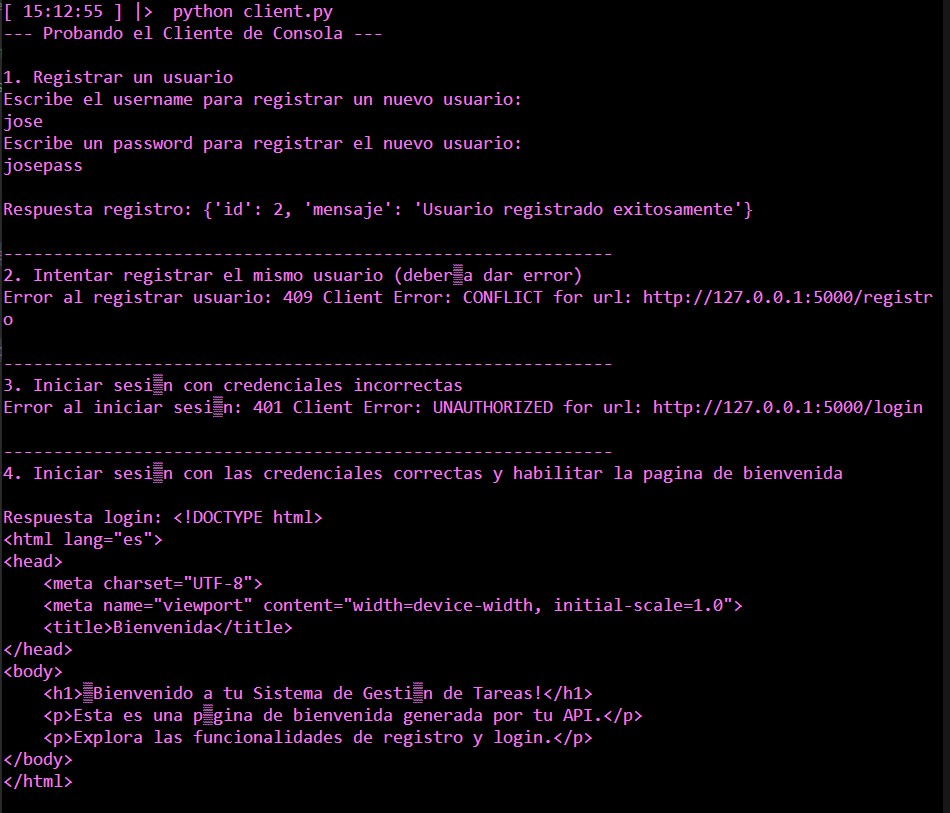 [ 15:12:55 ] |>  python client.py
--- Probando el Cliente de Consola ---
1. Registrar un usuario
Escribe el username para registrar un nuevo usuario:
jose
Escribe un password para registrar el nuevo usuario:
josepass
Respuesta registro: {'id': 2, 'mensaje': 'Usuario registrado exitosamente'}
-------------------------------------------------------------
2. Intentar registrar el mismo usuario (deber▒a dar error)
Error al registrar usuario: 409 Client Error: CONFLICT for url: http://127.0.0.1:5000/registr
o
-------------------------------------------------------------
3. Iniciar sesi▒n con credenciales incorrectas
Error al iniciar sesi▒n: 401 Client Error: UNAUTHORIZED for url: http://127.0.0.1:5000/login
-------------------------------------------------------------
4. Iniciar sesi▒n con las credenciales correctas y habilitar la pagina de bienvenida
Respuesta login: <!DOCTYPE html>
<html lang="es">
<head>
    <meta charset="UTF-8">
    <meta name="viewport" content="width=device-width, initial-scale=1.0">
    <title>Bienvenida</title>
</head>
<body>
    <h1>▒Bienvenido a tu Sistema de Gesti▒n de Tareas!</h1>
    <p>Esta es una p▒gina de bienvenida generada por tu API.</p>
    <p>Explora las funcionalidades de registro y login.</p>
</body>
</html>